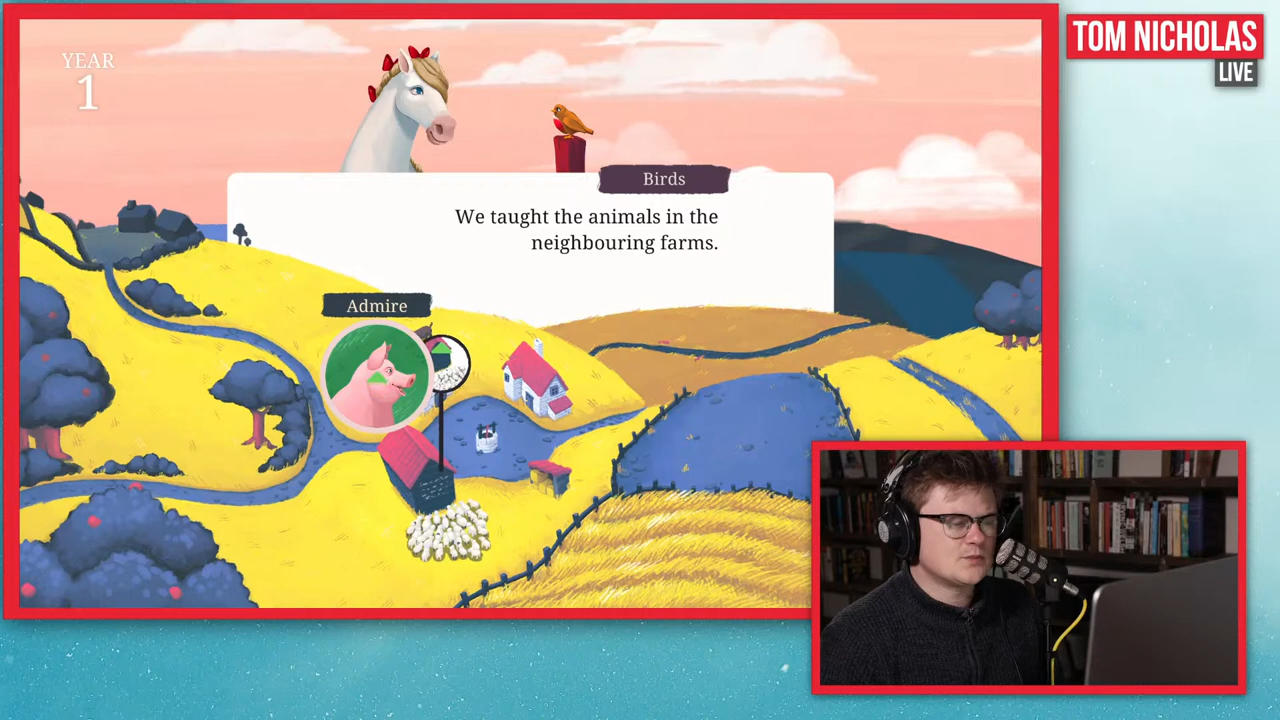 TOM NICHOLAS
LIVE
YEAR
1
Birds
We taught the animals in the
neighbouring farms.
Admire